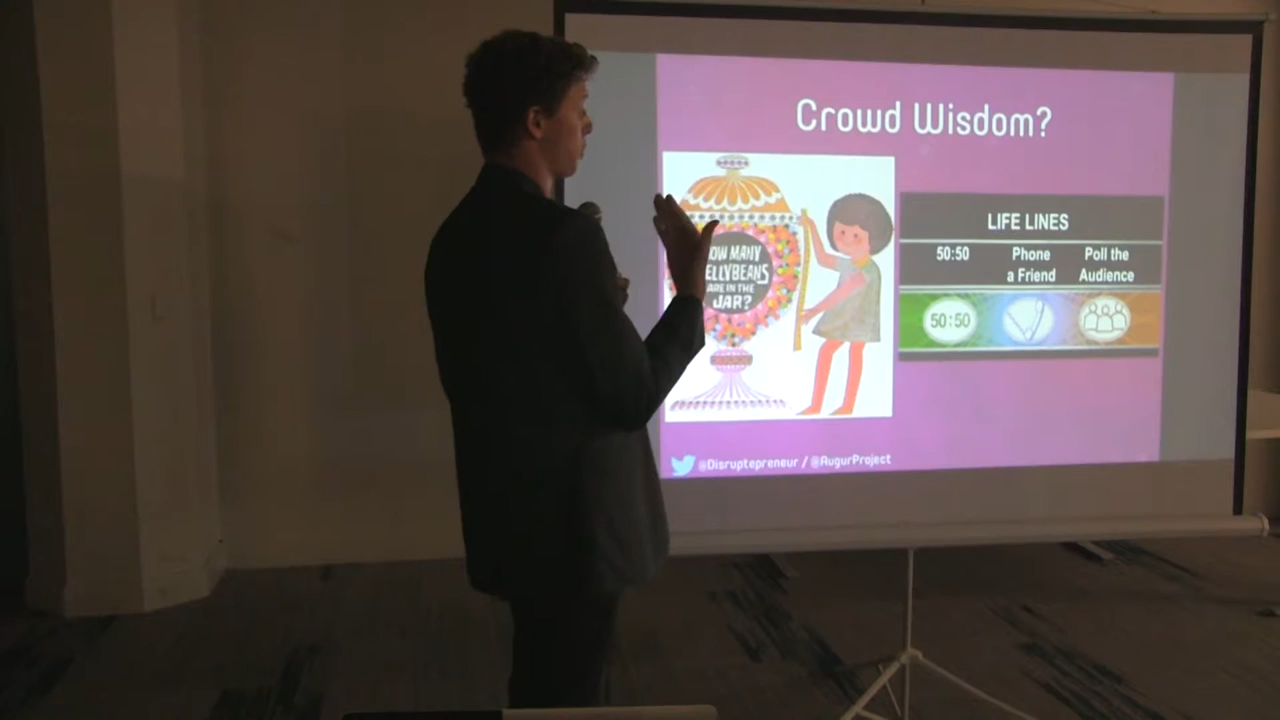 Crowd Wisdom?
OW MANY
ELLYBEANS
ARE IN THE
JAR?
LIFE LINES
50:50
Phone
a Friend
Poll the
Audience
50:50
@Disruptepreneur / @AugurProject